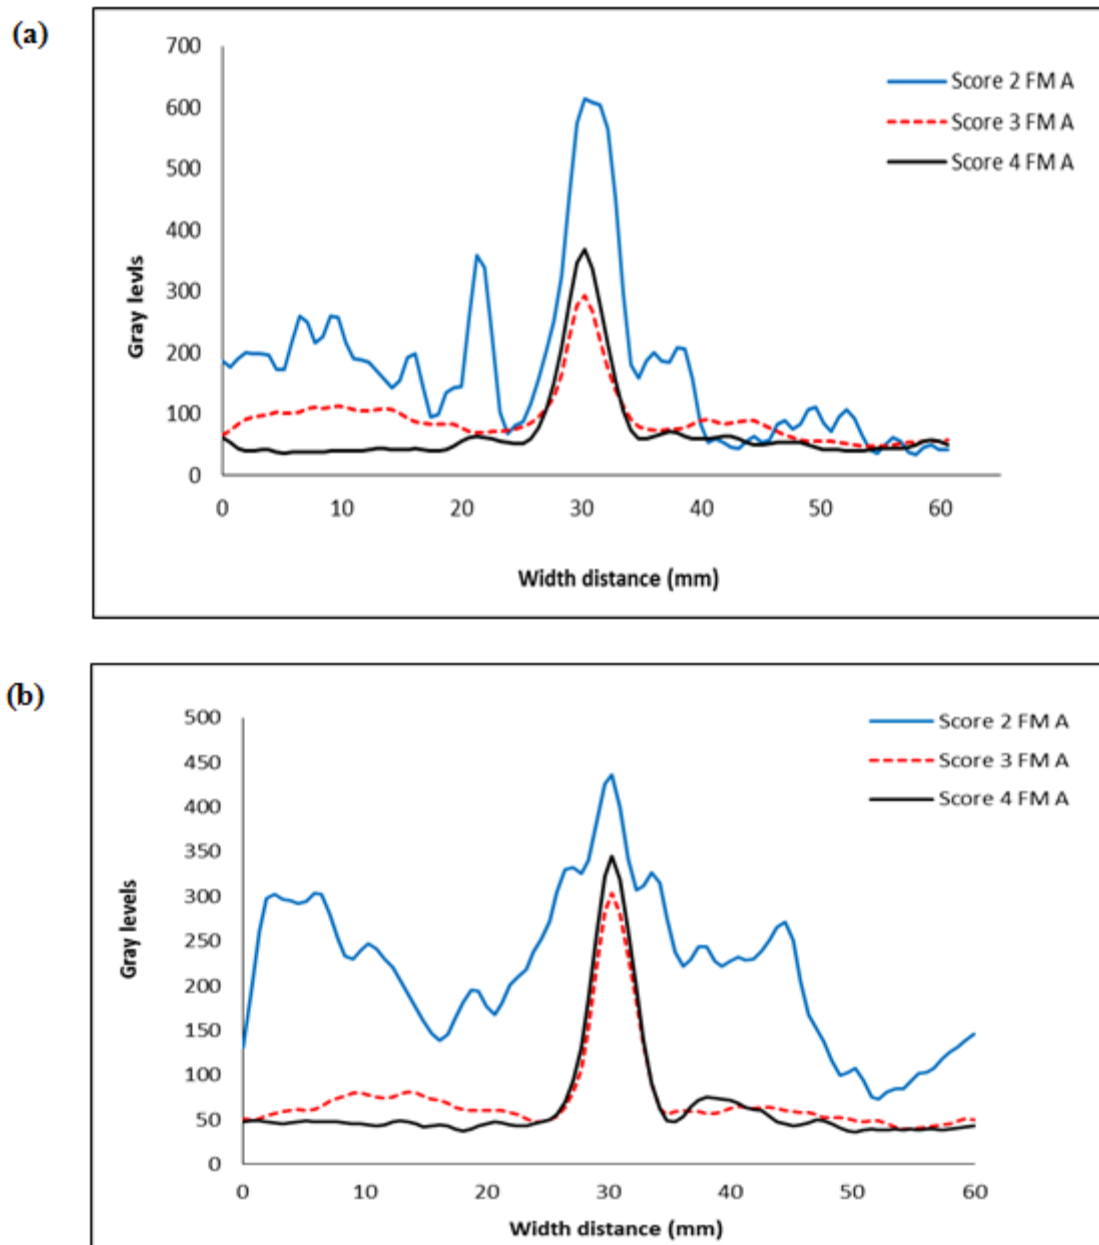 (a)
700
600
500
400
300
200
100
0
Gray levls
0 10 20 30 40 50 60
Width distance (mm)
Score 2 FM A
Score 3 FM A
Score 4 FM A
(b)
500
450
400
350
300
250
200
150
100
50
0
Gray levels
0 10 20 30 40 50 60
Width distance (mm)
Score 2 FM A
Score 3 FM A
Score 4 FM A